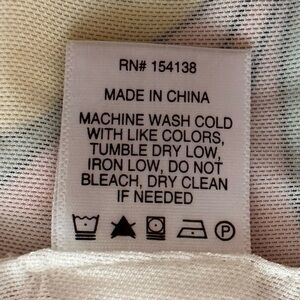 RN# 154138
MADE IN CHINA
MACHINE WASH COLD
WITH LIKE COLORS,
TUMBLE DRY LOW,
IRON LOW, DO NOT
BLEACH, DRY CLEAN
IF NEEDED
P